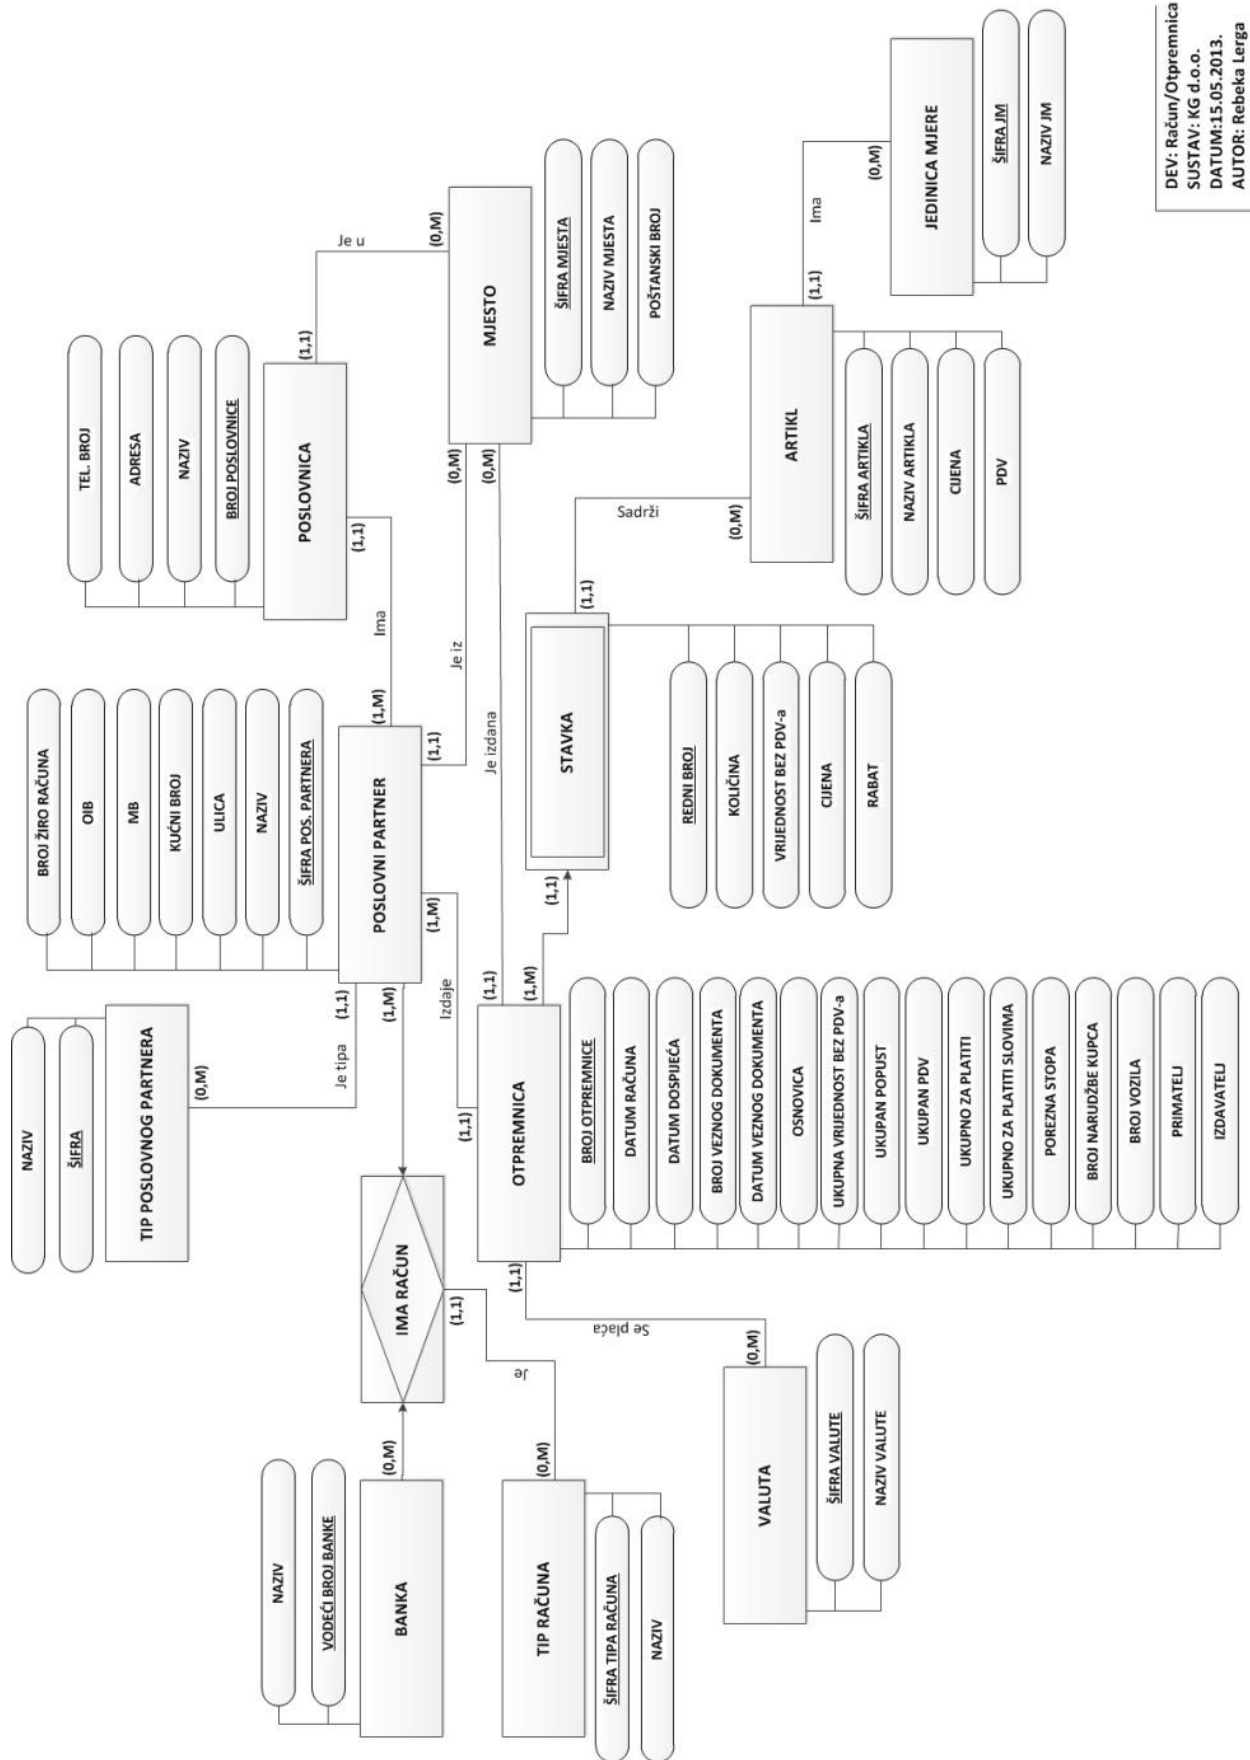 NAZIV
ŠIFRA
TIP POSLOVNOG PARTNERA
(0,M)
Je tipa
(1,1)
BROJ ŽIRO RAČUNA
OIB
MB
KUĆNI BROJ
ULICA
NAZIV
ŠIFRA POS. PARTNERA
POSLOVNI PARTNER
(1,M)
(1,M)
(1,1)
(1,M)
Ima
(1,1)
TEL. BROJ
ADRESA
NAZIV
BROJ POSLOVNICE
POSLOVNICA
(1,1)
Je u
(0,M)
MJESTO
(0,M)
(0,M)
ŠIFRA MJESTA
NAZIV MJESTA
POŠTANSKI BROJ
Je iz
Je izdana
Izdaje
(1,1)
(1,1)
NAZIV
VODEĆI BROJ BANKE
BANKA
(0,M)
IMA RAČUN
(1,1)
Je
(0,M)
TIP RAČUNA
ŠIFRA TIPA RAČUNA
NAZIV
OTPREMNICA
(1,M)
(1,1)
BROJ OTPREMNICE
DATUM RAČUNA
DATUM DOSPIJEĆA
BROJ VEZNOG DOKUMENTA
DATUM VEZNOG DOKUMENTA
OSNOVICA
UKUPNA VRIJEDNOST BEZ PDV-a
UKUPAN POPUST
UKUPAN PDV
UKUPNO ZA PLATITI
UKUPNO ZA PLATITI SLOVIMA
POREZNA STOPA
BROJ NARUDŽBE KUPCA
BROJ VOZILA
PRIMATELJ
IZDAVATELJ
Se plaća
(0,M)
VALUTA
ŠIFRA VALUTE
NAZIV VALUTE
(1,1)
STAVKA
(1,1)
REDNI BROJ
KOLIČINA
VRIJEDNOST BEZ PDV-a
CIJENA
RABAT
Sadrži
(0,M)
ARTIKL
(1,1)
ŠIFRA ARTIKLA
NAZIV ARTIKLA
CIJENA
PDV
Ima
(0,M)
JEDINICA MJERE
ŠIFRA JM
NAZIV JM
DEV: Račun/Otpremnica
SUSTAV: KG d.o.o.
DATUM:15.05.2013.
AUTOR: Rebeka Lerga